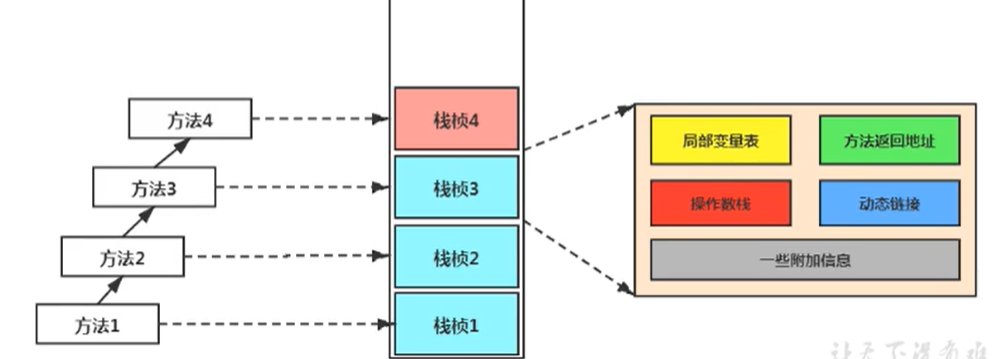 方法4
栈桢4
局部变量表
方法返回地址
方法3
栈桢3
操作数栈
动态链接
方法2
栈桢2
一些附加信息
方法1
栈桢1